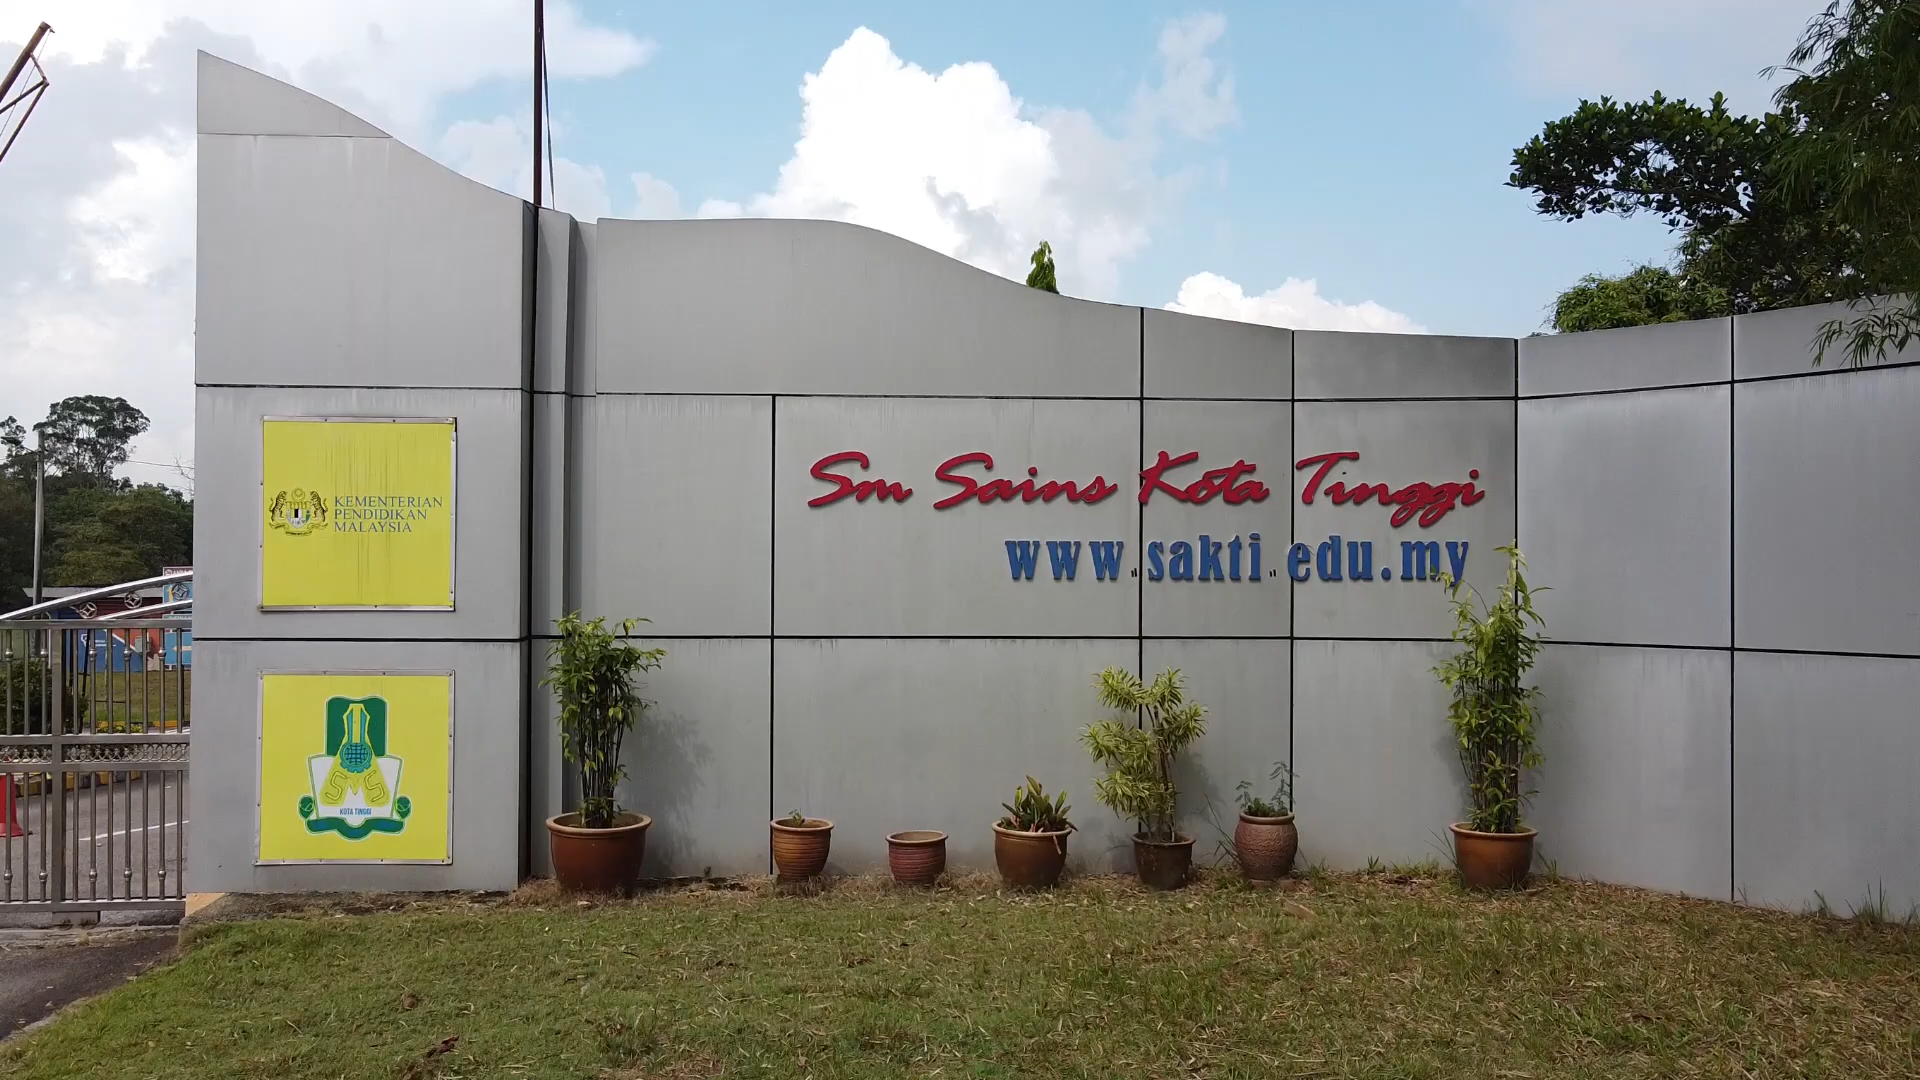 KEMENTERIAN
PENDIDIKAN
MALAYSIA
SMS
KOTA TINGGI
Sm Sains Kota Tinggi
www.sakti.edu.my